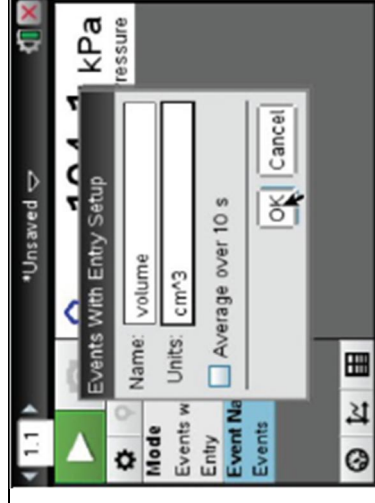 1.1
*Unsaved
kPa
ressure
Events With Entry Setup
Name: volume
Units: cm^3
Average over 10 s
OK Cancel
Mode
Events w
Entry
Event Na
Events